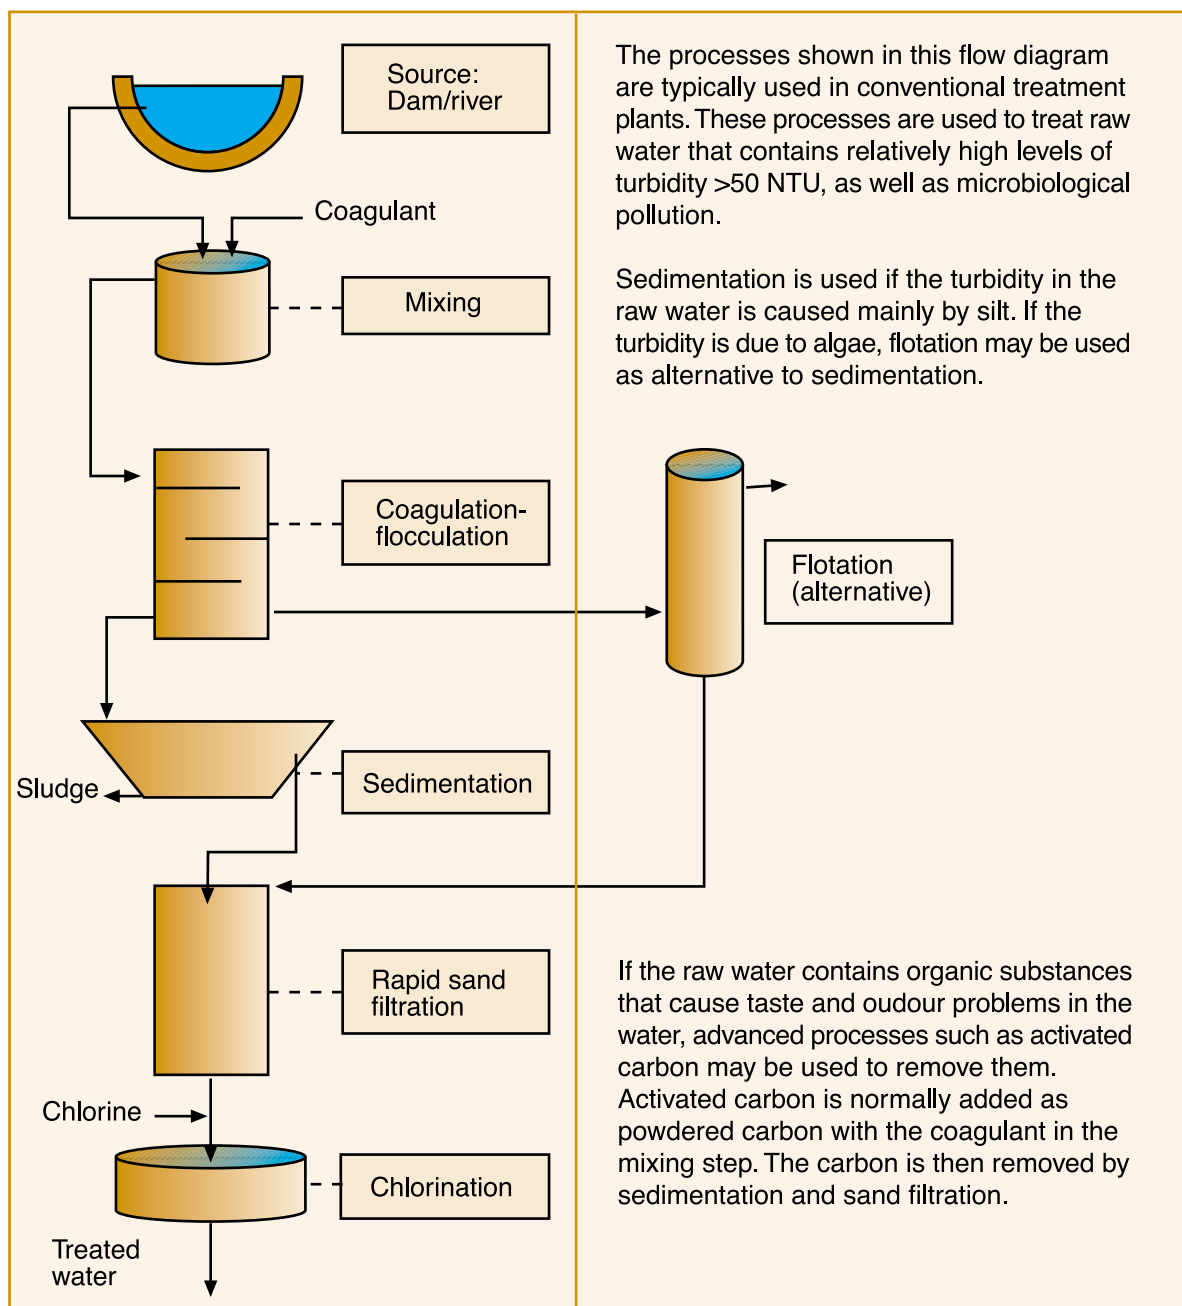 Source:
Dam/river
Coagulant
Mixing
Coagulation-
flocculation
Sedimentation
Sludge
Rapid sand
filtration
Chlorine
Chlorination
Treated
water
The processes shown in this flow diagram
are typically used in conventional treatment
plants. These processes are used to treat raw
water that contains relatively high levels of
turbidity >50 NTU, as well as microbiological
pollution.
Sedimentation is used if the turbidity in the
raw water is caused mainly by silt. If the
turbidity is due to algae, flotation may be used
as alternative to sedimentation.
Flotation
(alternative)
If the raw water contains organic substances
that cause taste and oudour problems in the
water, advanced processes such as activated
carbon may be used to remove them.
Activated carbon is normally added as
powdered carbon with the coagulant in the
mixing step. The carbon is then removed by
sedimentation and sand filtration.